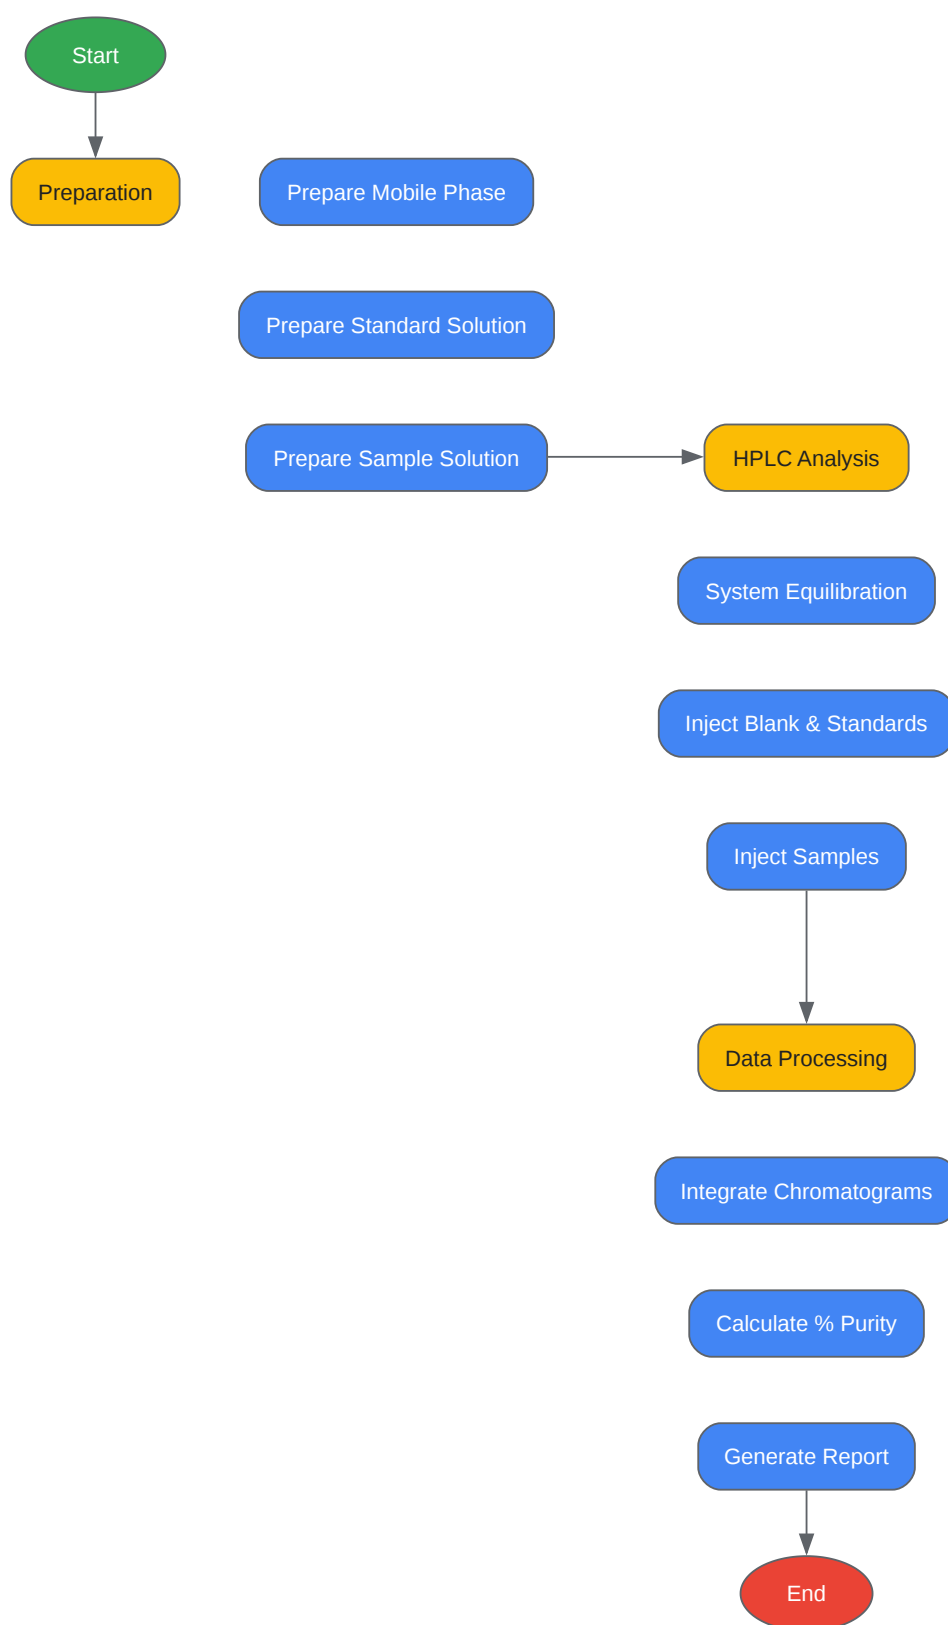 Start
Preparation
Prepare Mobile Phase
Prepare Standard Solution
Prepare Sample Solution
HPLC Analysis
System Equilibration
Inject Blank & Standards
Inject Samples
Data Processing
Integrate Chromatograms
Calculate % Purity
Generate Report
End